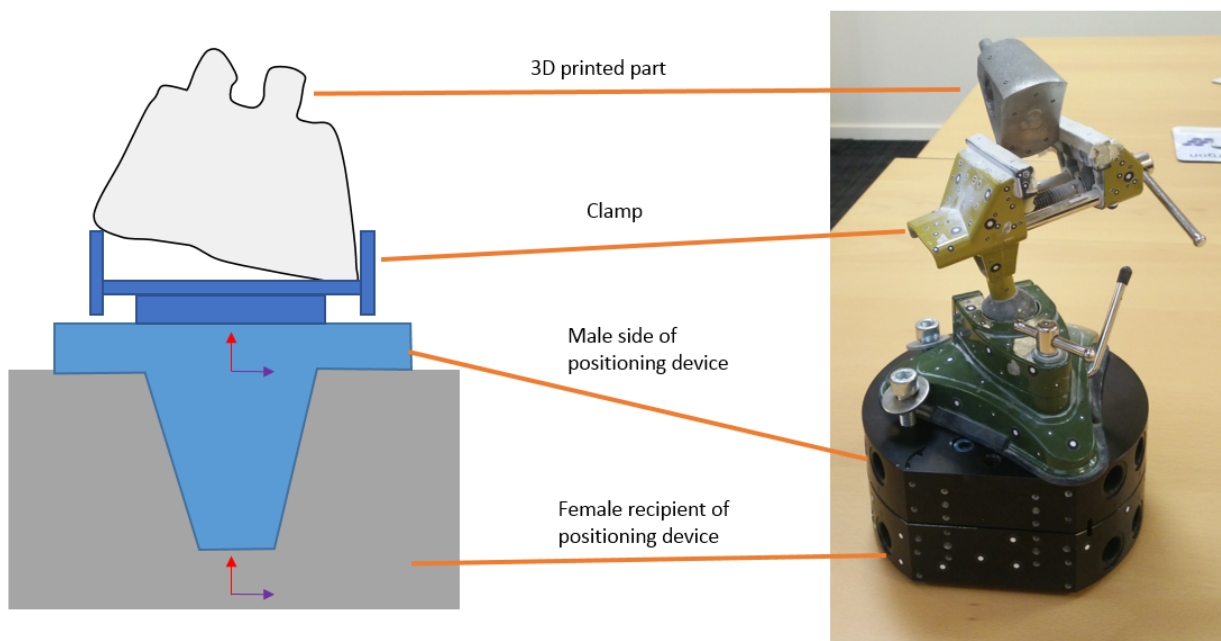 3D printed part
Clamp
Male side of
positioning device
Female recipient of
positioning device